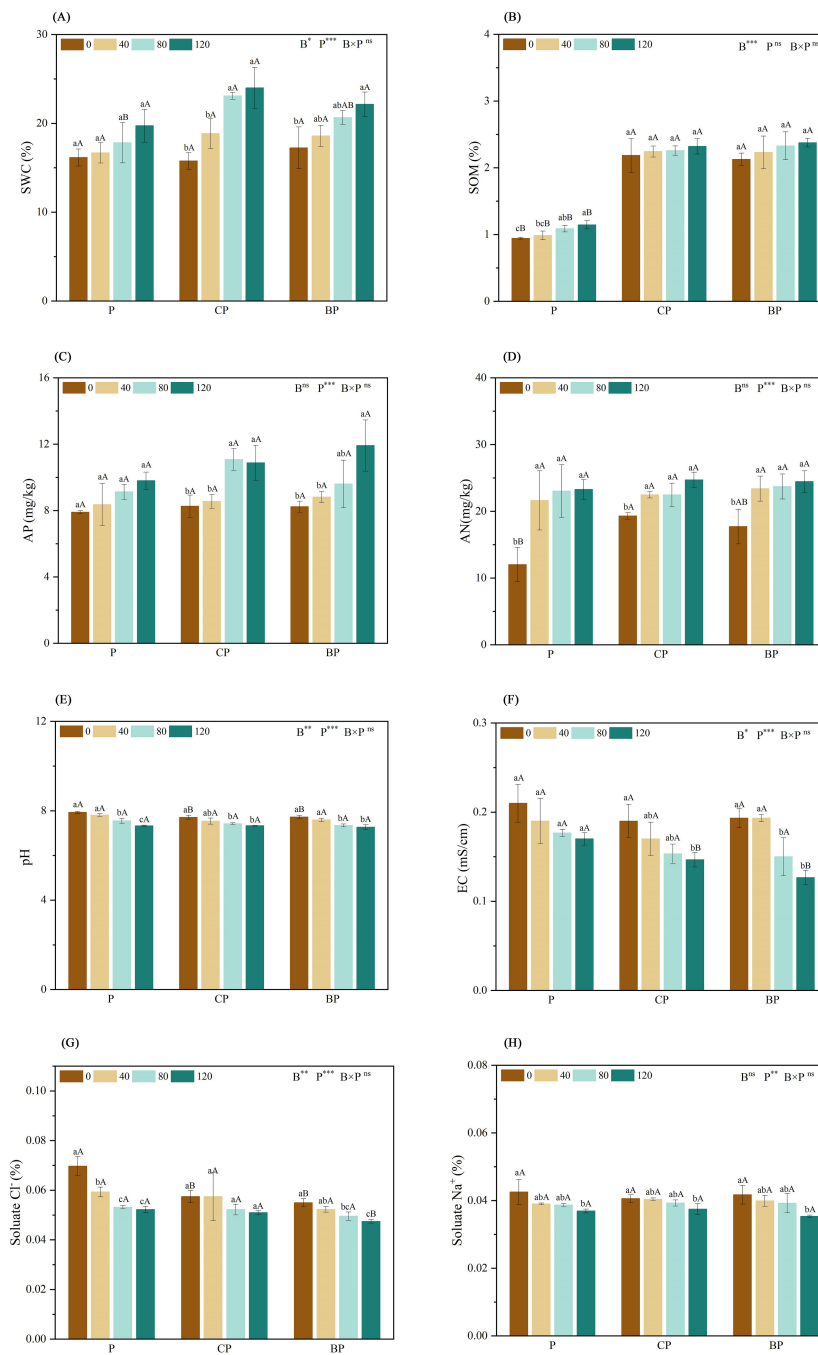 (A)
0 40 80 120 B* P*** B×P ns
SWC (%)
30
20
10
0
aA aA aB aA bA bA aA aA bA abA abAB aA
P CP BP
(B)
0 40 80 120 B*** P ns B×P ns
SOM (%)
4
3
2
1
0
cB bcB abB aB aA aA aA aA aA aA aA aA
P CP BP
(C)
0 40 80 120 B ns P*** B×P ns
AP (mg/kg)
16
12
8
4
0
aA aA aA aA bA bA aA aA bA bA abA aA
P CP BP
(D)
0 40 80 120 B ns P*** B×P ns
AN(mg/kg)
40
30
20
10
0
bB aA aA aA bA aA aA aA bAB aA aA aA
P CP BP
(E)
0 40 80 120 B** P*** B×P ns
pH
12
8
4
0
aA aA bA cA aB abA bA bA aB aA bA bA
P CP BP
(F)
0 40 80 120 B* P*** B×P ns
EC (mS/cm)
0.3
0.2
0.1
0.0
aA aA aA aA aA abA abA bB aA aA bA bB
P CP BP
(G)
0 40 80 120 B** P*** B×P ns
Soluate Cl- (%)
0.10
0.08
0.06
0.04
0.02
0.00
aA bA cA cA aB aA aA aA aB abA bcA cB
P CP BP
(H)
0 40 80 120 B ns P** B×P ns
Soluate Na+ (%)
0.08
0.06
0.04
0.02
0.00
aA abA abA bA aA abA abA bA aA abA abA bA
P CP BP